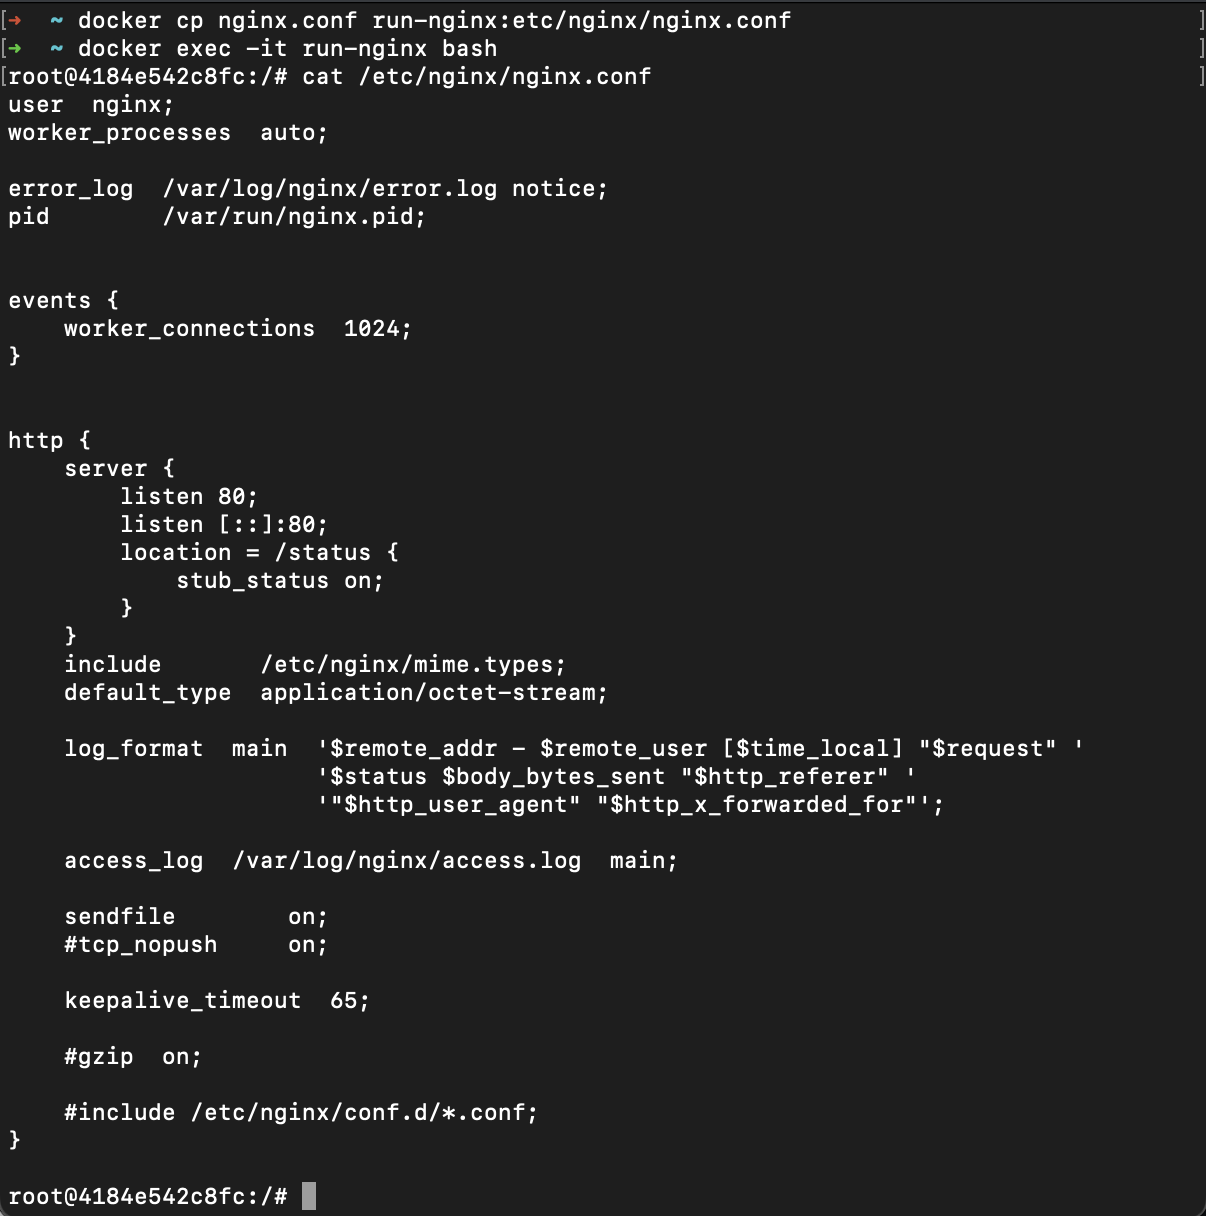 [→  ~ docker cp nginx.conf run-nginx:etc/nginx/nginx.conf ]
[→  ~ docker exec -it run-nginx bash ]
[root@4184e542c8fc:/# cat /etc/nginx/nginx.conf ]
user  nginx;
worker_processes  auto;

error_log  /var/log/nginx/error.log notice;
pid        /var/run/nginx.pid;


events {
    worker_connections  1024;
}


http {
    server {
        listen 80;
        listen [::]:80;
        location = /status {
            stub_status on;
        }
    }
    include       /etc/nginx/mime.types;
    default_type  application/octet-stream;

    log_format  main  '$remote_addr - $remote_user [$time_local] "$request" '
                      '$status $body_bytes_sent "$http_referer" '
                      '"$http_user_agent" "$http_x_forwarded_for"';

    access_log  /var/log/nginx/access.log  main;

    sendfile        on;
    #tcp_nopush     on;

    keepalive_timeout  65;

    #gzip  on;

    #include /etc/nginx/conf.d/*.conf;
}

root@4184e542c8fc:/#